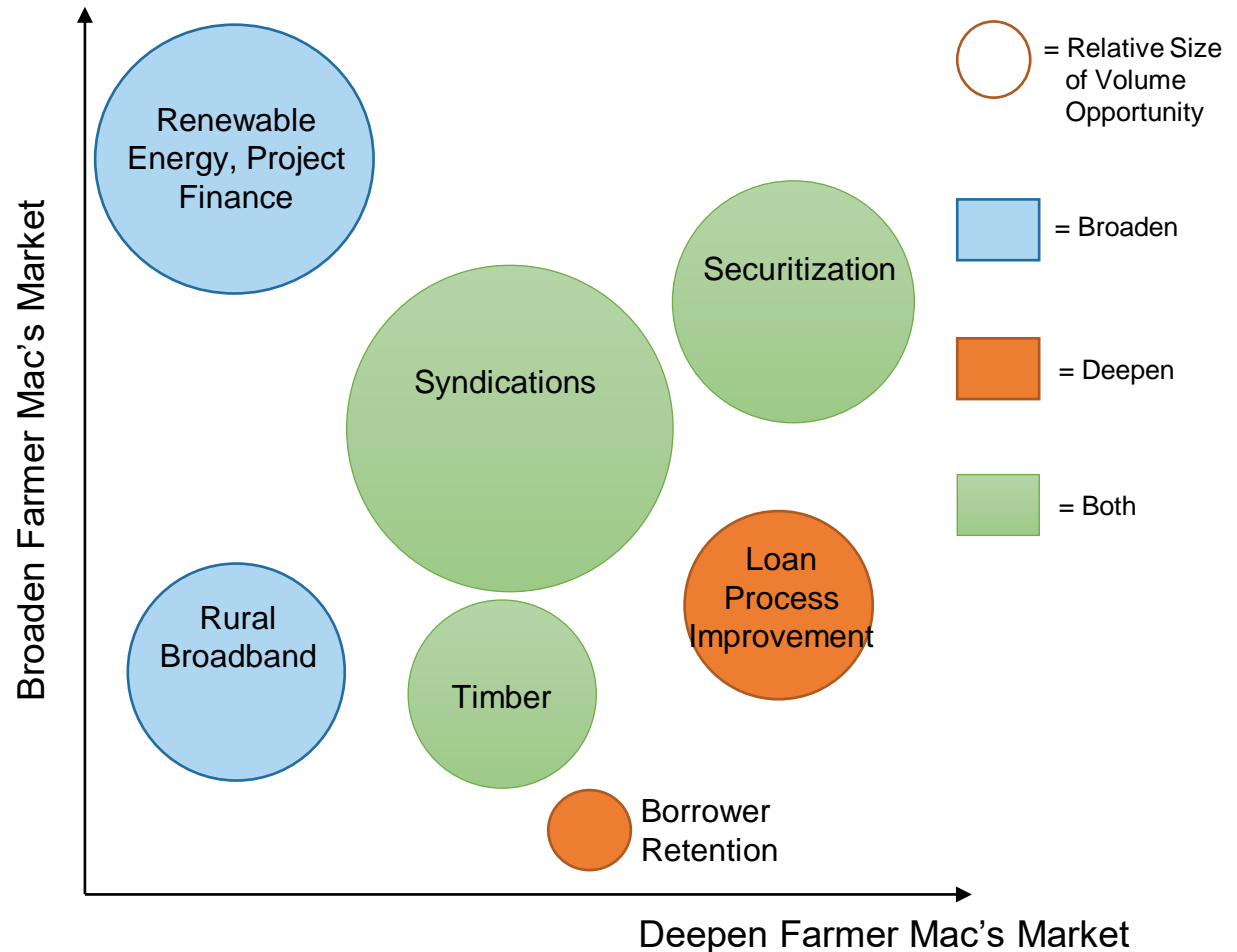 Broaden Farmer Mac’s Market
Renewable
Energy, Project
Finance
Securitization
Syndications
Rural
Broadband
Timber
Loan
Process
Improvement
Borrower
Retention
Deepen Farmer Mac’s Market
= Relative Size
of Volume
Opportunity
= Broaden
= Deepen
= Both